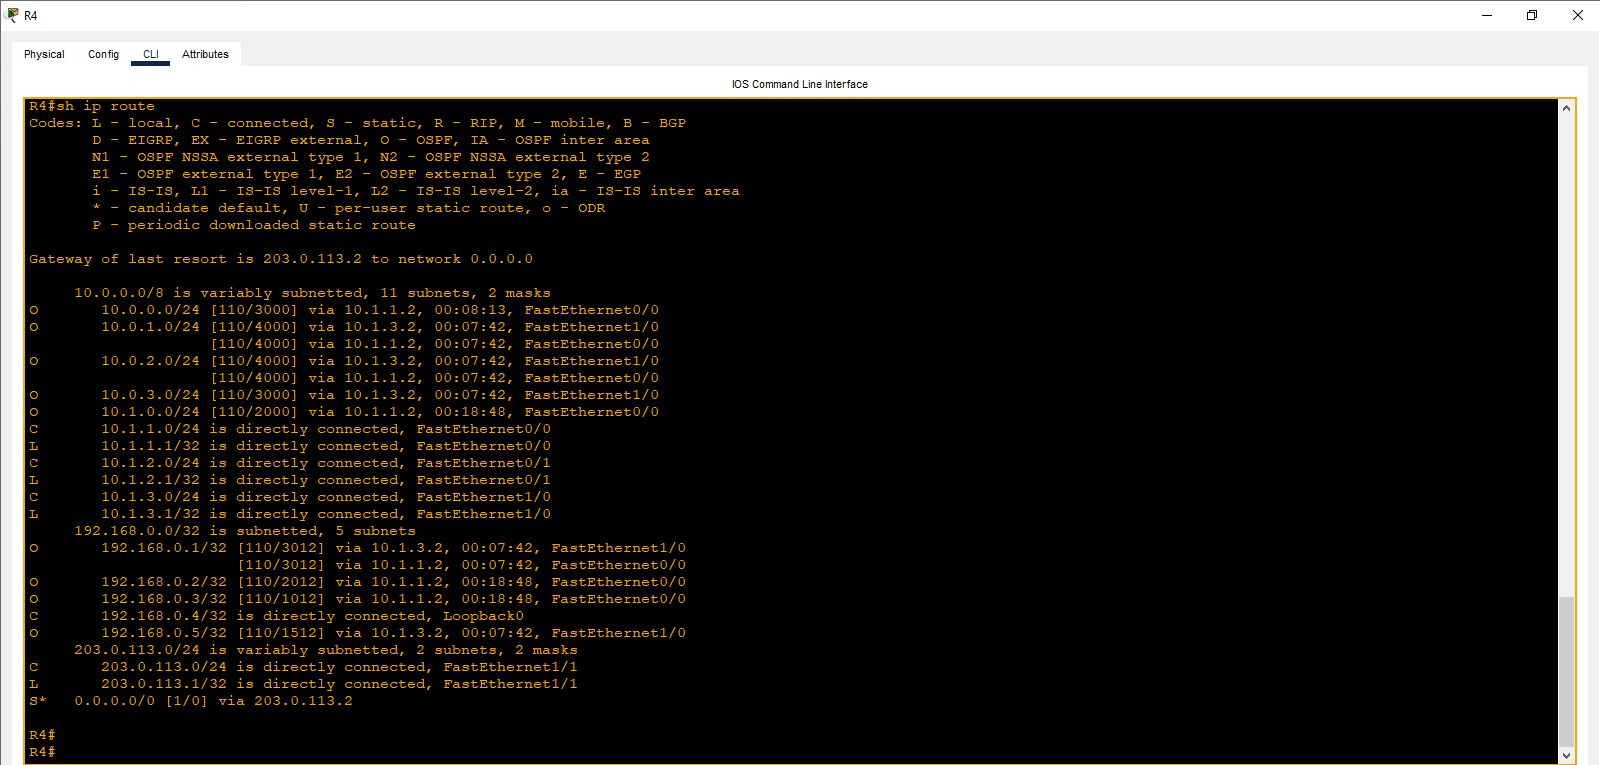 R4
Physical Config CLI Attributes
IOS Command Line Interface
R4#sh ip route
Codes: L - local, C - connected, S - static, R - RIP, M - mobile, B - BGP
D - EIGRP, EX - EIGRP external, O - OSPF, IA - OSPF inter area
N1 - OSPF NSSA external type 1, N2 - OSPF NSSA external type 2
E1 - OSPF external type 1, E2 - OSPF external type 2, E - EGP
i - IS-IS, L1 - IS-IS level-1, L2 - IS-IS level-2, ia - IS-IS inter area
* - candidate default, U - per-user static route, o - ODR
P - periodic downloaded static route
Gateway of last resort is 203.0.113.2 to network 0.0.0.0
10.0.0.0/8 is variably subnetted, 11 subnets, 2 masks
O 10.0.0.0/24 [110/3000] via 10.1.1.2, 00:08:13, FastEthernet0/0
O 10.0.1.0/24 [110/4000] via 10.1.3.2, 00:07:42, FastEthernet1/0
[110/4000] via 10.1.1.2, 00:07:42, FastEthernet0/0
O 10.0.2.0/24 [110/4000] via 10.1.3.2, 00:07:42, FastEthernet1/0
[110/4000] via 10.1.1.2, 00:07:42, FastEthernet0/0
O 10.0.3.0/24 [110/3000] via 10.1.3.2, 00:07:42, FastEthernet1/0
O 10.1.0.0/24 [110/2000] via 10.1.1.2, 00:18:48, FastEthernet0/0
C 10.1.1.0/24 is directly connected, FastEthernet0/0
L 10.1.1.1/32 is directly connected, FastEthernet0/0
C 10.1.2.0/24 is directly connected, FastEthernet0/1
L 10.1.2.1/32 is directly connected, FastEthernet0/1
C 10.1.3.0/24 is directly connected, FastEthernet1/0
L 10.1.3.1/32 is directly connected, FastEthernet1/0
192.168.0.0/32 is subnetted, 5 subnets
O 192.168.0.1/32 [110/3012] via 10.1.3.2, 00:07:42, FastEthernet1/0
[110/3012] via 10.1.1.2, 00:07:42, FastEthernet0/0
O 192.168.0.2/32 [110/2012] via 10.1.1.2, 00:18:48, FastEthernet0/0
O 192.168.0.3/32 [110/1012] via 10.1.1.2, 00:18:48, FastEthernet0/0
C 192.168.0.4/32 is directly connected, Loopback0
O 192.168.0.5/32 [110/1512] via 10.1.3.2, 00:07:42, FastEthernet1/0
203.0.113.0/24 is variably subnetted, 2 subnets, 2 masks
C 203.0.113.0/24 is directly connected, FastEthernet1/1
L 203.0.113.1/32 is directly connected, FastEthernet1/1
S* 0.0.0.0/0 [1/0] via 203.0.113.2
R4#
R4#